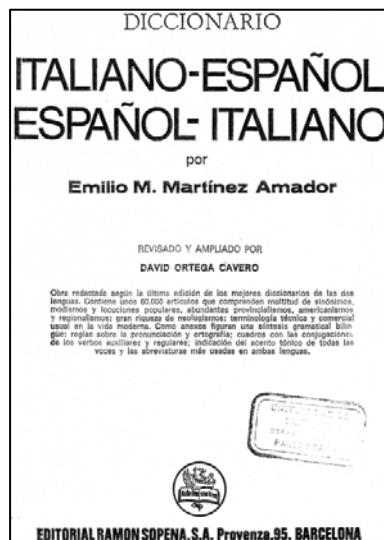 DICCIONARIO
ITALIANO-ESPAÑOL
ESPAÑOL- ITALIANO
por
Emilio M. Martínez Amador
REVISADO Y AMPLIADO POR
DAVID ORTEGA CAVERO
Obra redactada según la última edición de los mejores diccionarios de las dos
lenguas. Contiene unos 60.000 artículos que comprenden multitud de sinónimos,
modismos y locuciones populares, abundantes provincialismos, americanismos
y regionalismos; gran riqueza de neologismos; terminología técnica y comercial
usual en la vida moderna. Como anexos figuran una síntesis gramatical bilin-
güe; reglas sobre la pronunciación y ortografía; cuadros con las conjugaciones
de los verbos auxiliares y regulares; indicación del acento tónico de todas las
voces y las abreviaturas más usadas en ambas lenguas.
EDITORIAL RAMON SOPENA, S.A. Provenza, 95. BARCELONA